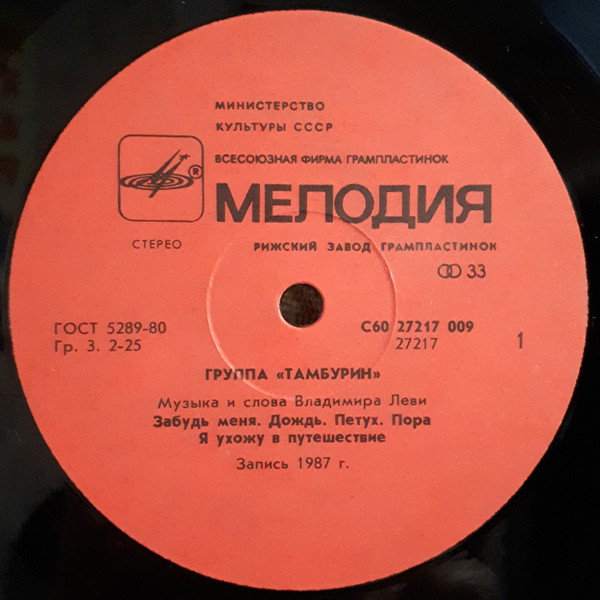 МИНИСТЕРСТВО
КУЛЬТУРЫ СССР
ВСЕСОЮЗНАЯ ФИРМА ГРАМПЛАСТИНОК
®
МЕЛОДИЯ
СТЕРЕО
РИЖСКИЙ ЗАВОД ГРАМПЛАСТИНОК
33
ГОСТ 5289-80
С60 27217 009
Гр. 3. 2-25
27217
1
ГРУППА «ТАМБУРИН»
Музыка и слова Владимира Леви
Забудь меня. Дождь. Петух. Пора
Я ухожу в путешествие
Запись 1987 г.